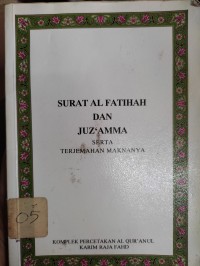 SURAT AL FATIHAH
DAN
JUZ‘AMMA
SERTA
TERJEMAHAN MAKNANYA
05
KOMPLEK PERCETAKAN AL QUR'ANUL
KARIM RAJA FAHD